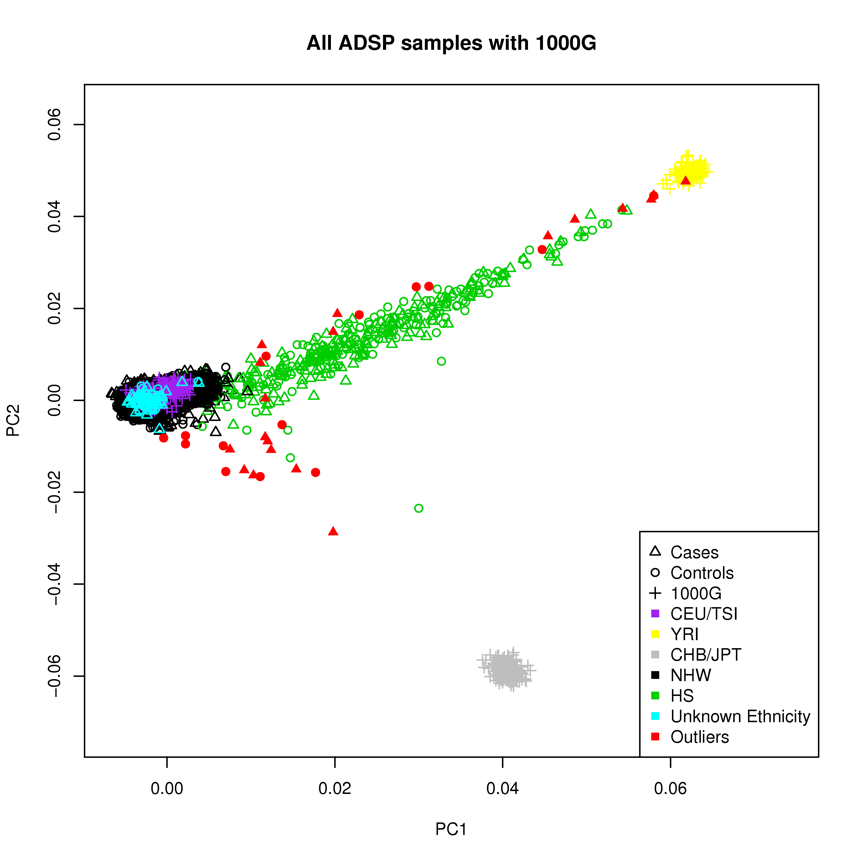 All ADSP samples with 1000G
0.06
0.04
0.02
0.00
−0.02
−0.04
−0.06
PC2
Cases
Controls
1000G
CEU/TSI
YRI
CHB/JPT
NHW
HS
Unknown Ethnicity
Outliers
0.00 0.02 0.04 0.06
PC1